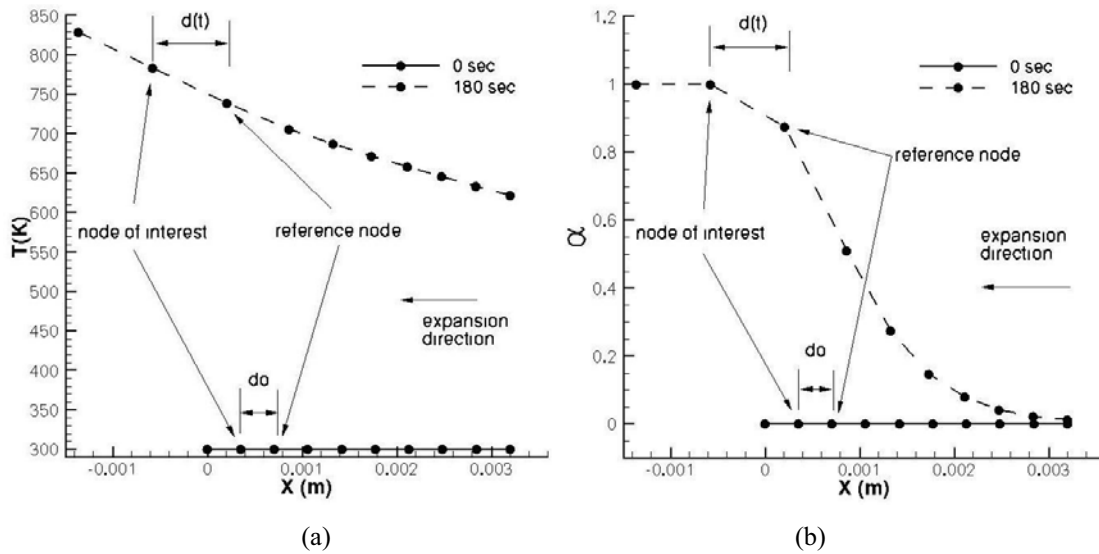 850
800
750
700
650
600
550
500
450
400
350
300
T(K)
d(t)
0 sec
180 sec
node of interest
reference node
expansion
direction
do
-0.001
0
0.001
0.002
0.003
X (m)
(a)
1.2
1
0.8
0.6
0.4
0.2
0
α
d(t)
0 sec
180 sec
reference node
node of interest
expansion
direction
do
-0.001
0
0.001
0.002
0.003
X (m)
(b)